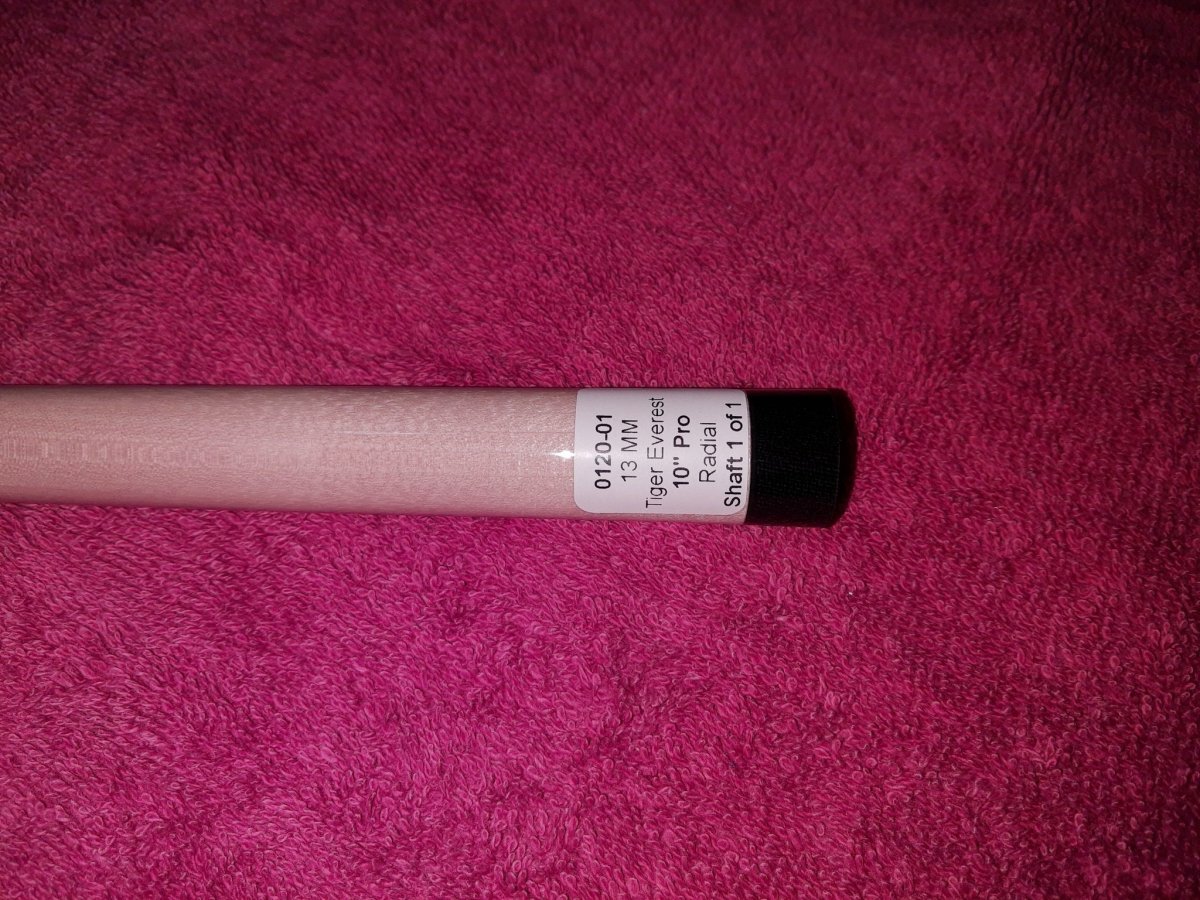 0120-01
13 MM
Tiger Everest
10" Pro
Radial
Shaft 1 of 1